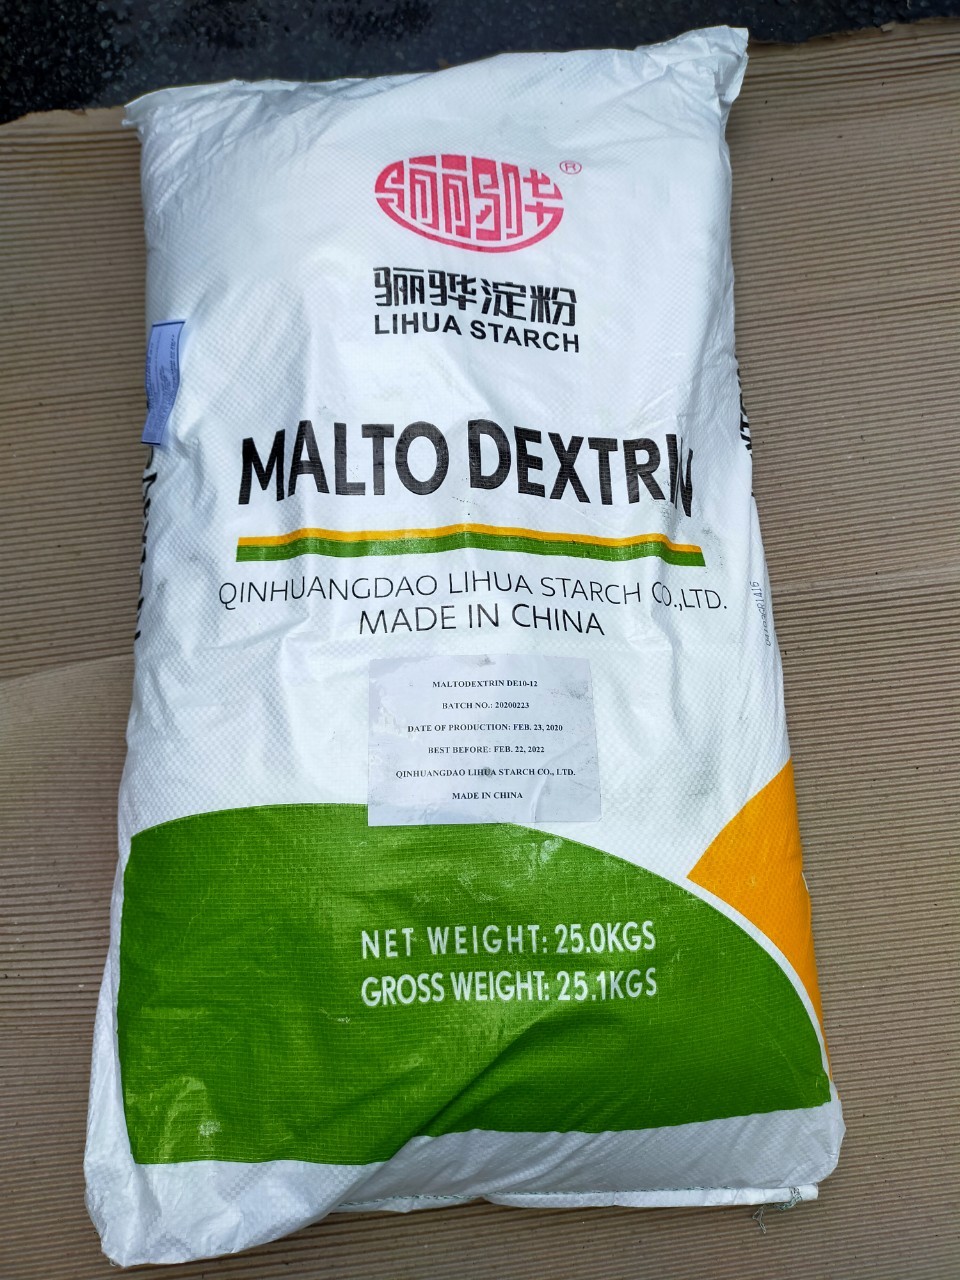 骊骅
®
骊骅淀粉
LIHUA STARCH
MALTO DEXTRIN
QINHUANGDAO LIHUA STARCH CO.,LTD.
MADE IN CHINA
MALTODEXTRIN DE10-12
BATCH NO.: 20200223
DATE OF PRODUCTION: FEB. 23, 2020
BEST BEFORE: FEB. 22, 2022
QINHUANGDAO LIHUA STARCH CO., LTD.
MADE IN CHINA
NET WEIGHT: 25.0KGS
GROSS WEIGHT: 25.1KGS